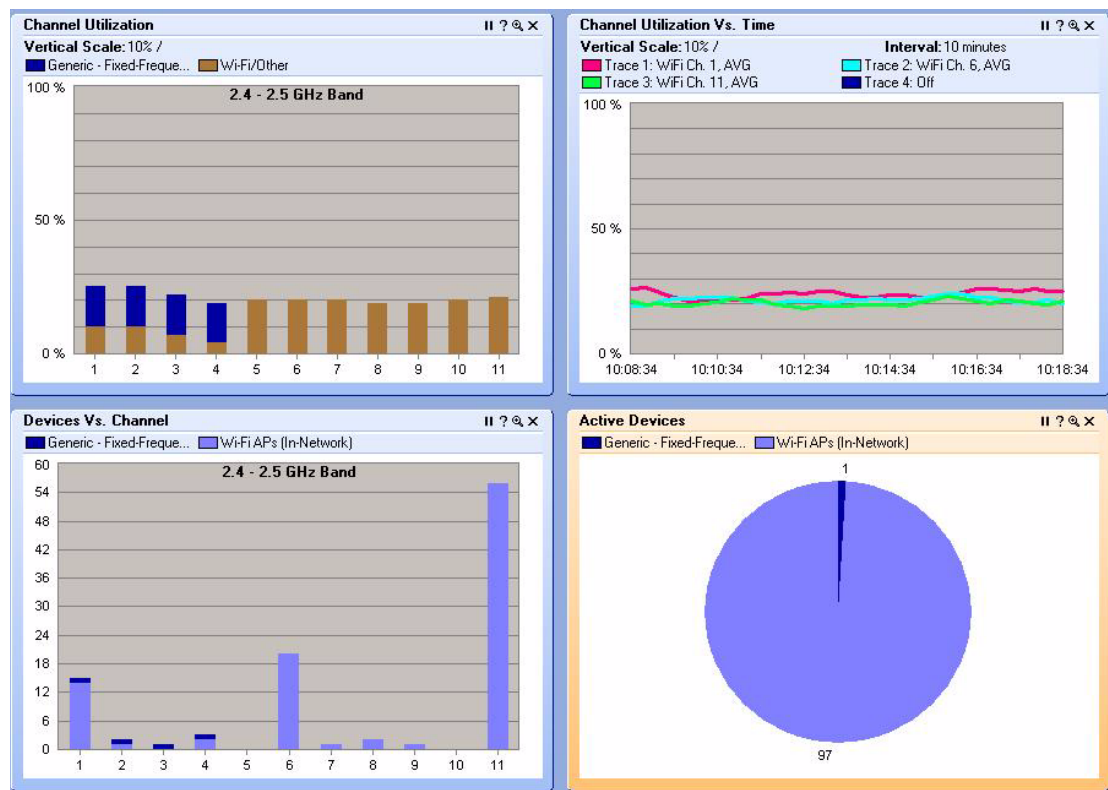 Channel Utilization
Vertical Scale: 10% /
Generic - Fixed-Freque... Wi-Fi/Other
2.4 - 2.5 GHz Band
100 %
50 %
0 %
1 2 3 4 5 6 7 8 9 10 11
Channel Utilization Vs. Time
Vertical Scale: 10% / Interval: 10 minutes
Trace 1: WiFi Ch. 1, AVG Trace 2: WiFi Ch. 6, AVG
Trace 3: WiFi Ch. 11, AVG Trace 4: Off
100 %
50 %
0 %
10:08:34 10:10:34 10:12:34 10:14:34 10:16:34 10:18:34
Devices Vs. Channel
Generic - Fixed-Freque... Wi-Fi APs (In-Network)
2.4 - 2.5 GHz Band
60
54
48
42
36
30
24
18
12
6
0
1 2 3 4 5 6 7 8 9 10 11
Active Devices
Generic - Fixed-Freque... Wi-Fi APs (In-Network)
1
97